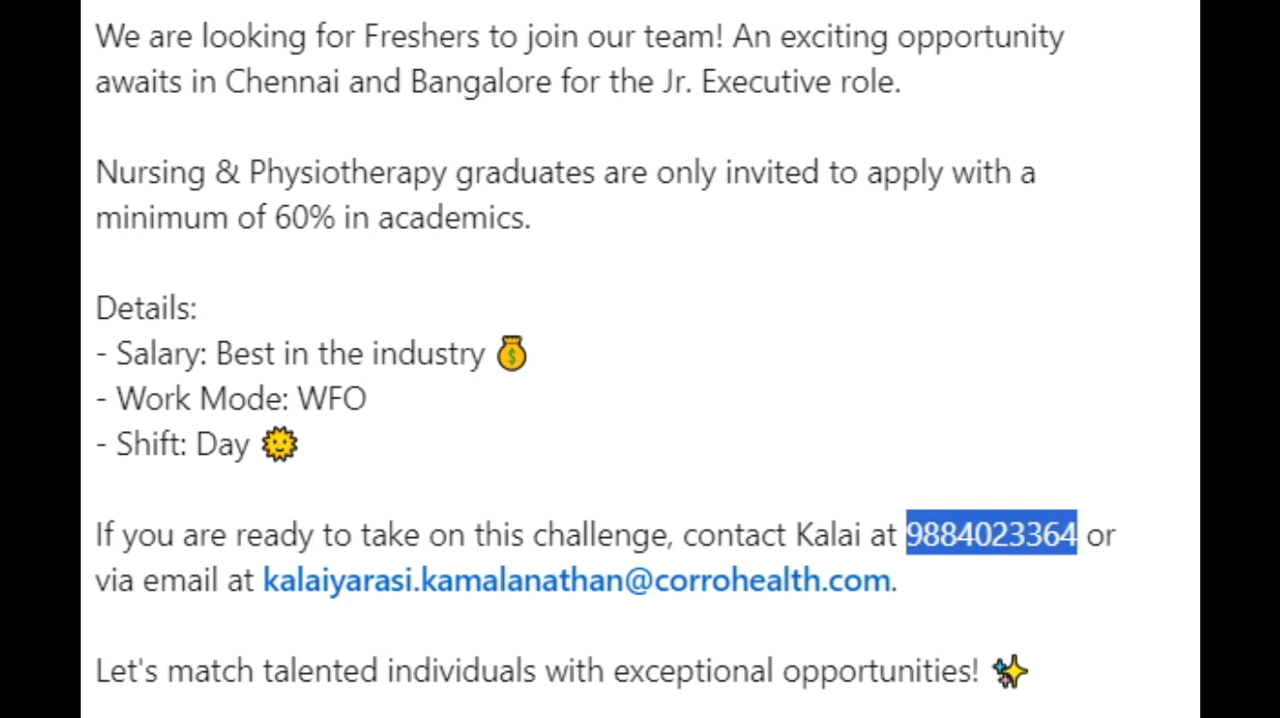 We are looking for Freshers to join our team! An exciting opportunity
awaits in Chennai and Bangalore for the Jr. Executive role.
Nursing & Physiotherapy graduates are only invited to apply with a
minimum of 60% in academics.
Details:
- Salary: Best in the industry 💰
- Work Mode: WFO
- Shift: Day 🌞
If you are ready to take on this challenge, contact Kalai at 9884023364 or
via email at kalaiyarasi.kamalanathan@corrohealth.com.
Let's match talented individuals with exceptional opportunities! ✨